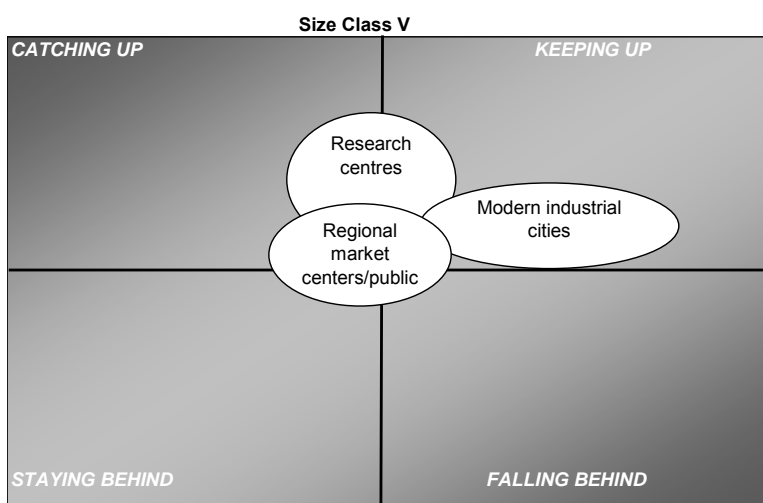 Size Class V
CATCHING UP
KEEPING UP
Research
centres
Modern industrial
cities
Regional
market
centers/public
STAYING BEHIND
FALLING BEHIND